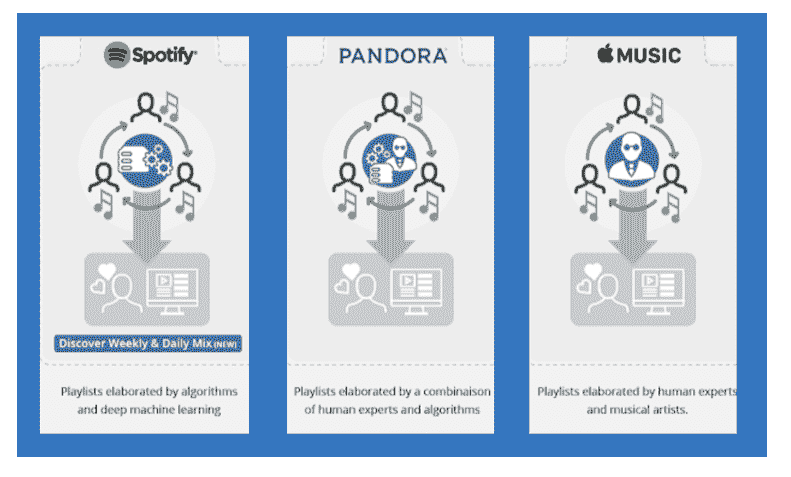 Spotify®
PANDORA
MUSIC
Discover Weekly & Daily Mix (NEW)
Playlists elaborated by algorithms
and deep machine learning
Playlists elaborated by a combinaison
of human experts and algorithms
Playlists elaborated by human experts
and musical artists.